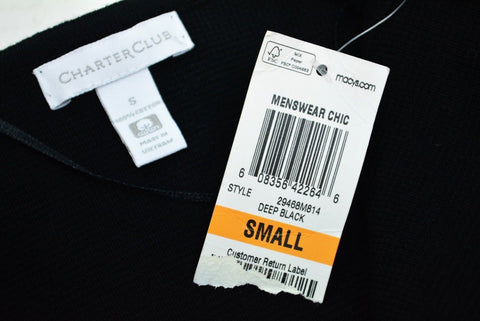 CHARTER CLUB
S
100% COTTON
MADE IN
VIETNAM
FSC
MIX
Paper
macys.com
MENSWEAR CHIC
6 08356 42264 6
STYLE 29468M814
DEEP BLACK
SMALL
Customer Return Label